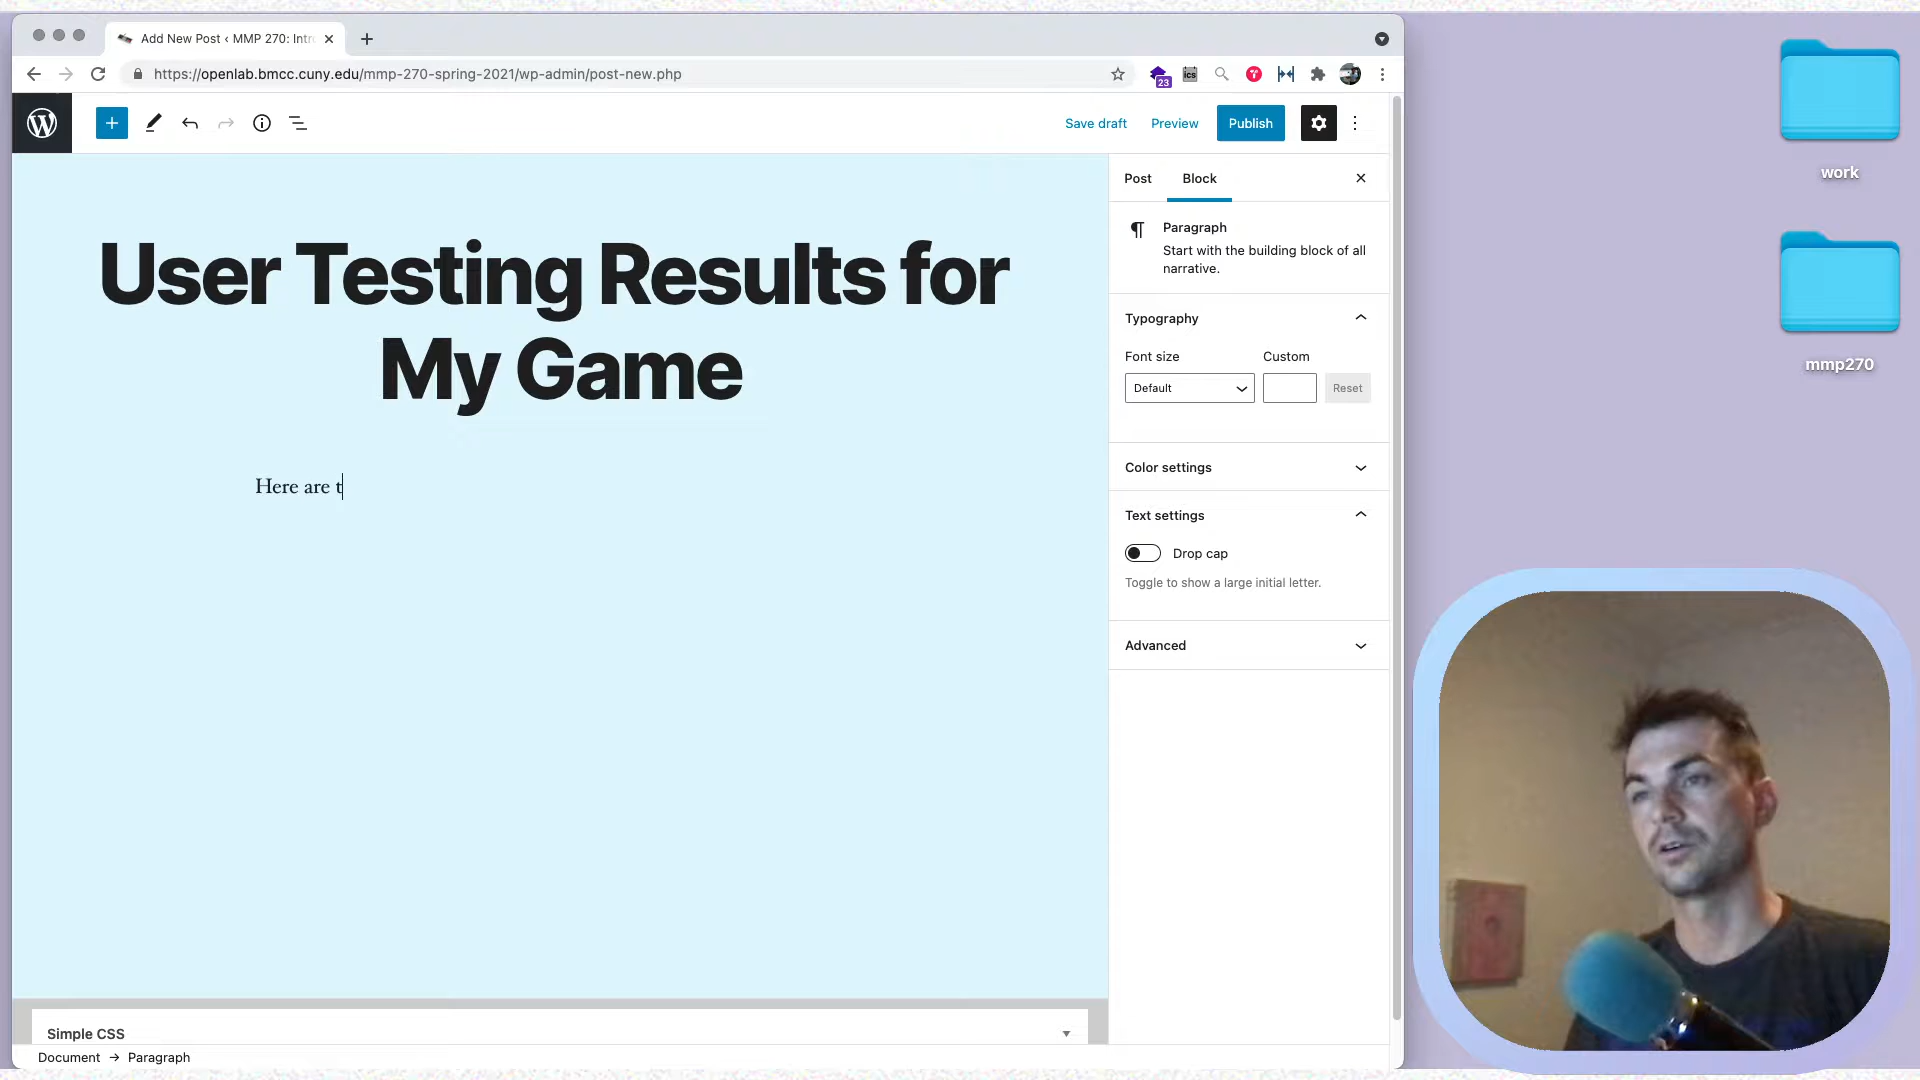 Add New Post ‹ MMP 270: Intr
https://openlab.bmcc.cuny.edu/mmp-270-spring-2021/wp-admin/post-new.php
23
ics
Save draft
Preview
Publish
Post
Block
Paragraph
Start with the building block of all
narrative.
Typography
Font size
Custom
Default
Reset
Color settings
Text settings
Drop cap
Toggle to show a large initial letter.
Advanced
User Testing Results for
My Game
Here are t
Simple CSS
Document → Paragraph
work
mmp270